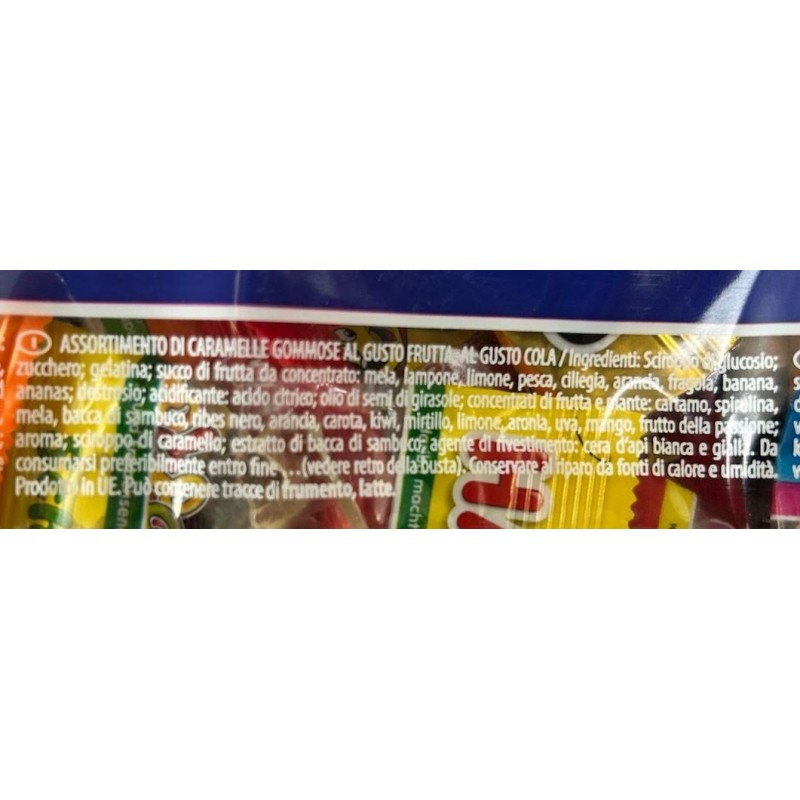 ASSORTIMENTO DI CARAMELLE GOMMOSE AL GUSTO FRUTTA, AL GUSTO COLA / Ingredienti: Sciroppo di glucosio;
zucchero; gelatina; succo di frutta da concentrato: mela, lampone, limone, pesca, ciliegia, arancia, fragola, banana,
ananas; destrosio; acidificante: acido citrico; olio di semi di girasole; concentrati di frutta e piante: cartamo, spirulina,
mela, bacca di sambuco, ribes nero, arancia, carota, kiwi, mirtillo, limone, aronia, uva, mango, frutto della passione;
aroma; sciroppo di caramello; estratto di bacca di sambuco; agente di rivestimento: cera d'api bianca e gialla. Da
consumarsi preferibilmente entro fine . . .(vedere retro della busta). Conservare al riparo da fonti di calore e umidità.
Prodotto in UE. Può contenere tracce di frumento, latte.
macht